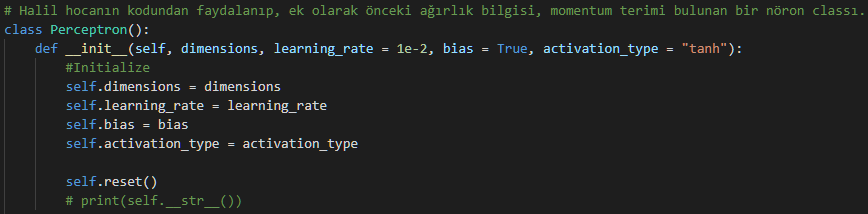 # Halil hocanın kodundan faydalanıp, ek olarak önceki ağırlık bilgisi, momentum terimi bulunan bir nöron classı.
class Perceptron():
    def __init__(self, dimensions, learning_rate = 1e-2, bias = True, activation_type = "tanh"):
        #Initialize
        self.dimensions = dimensions
        self.learning_rate = learning_rate
        self.bias = bias
        self.activation_type = activation_type

        self.reset()
        # print(self.__str__())